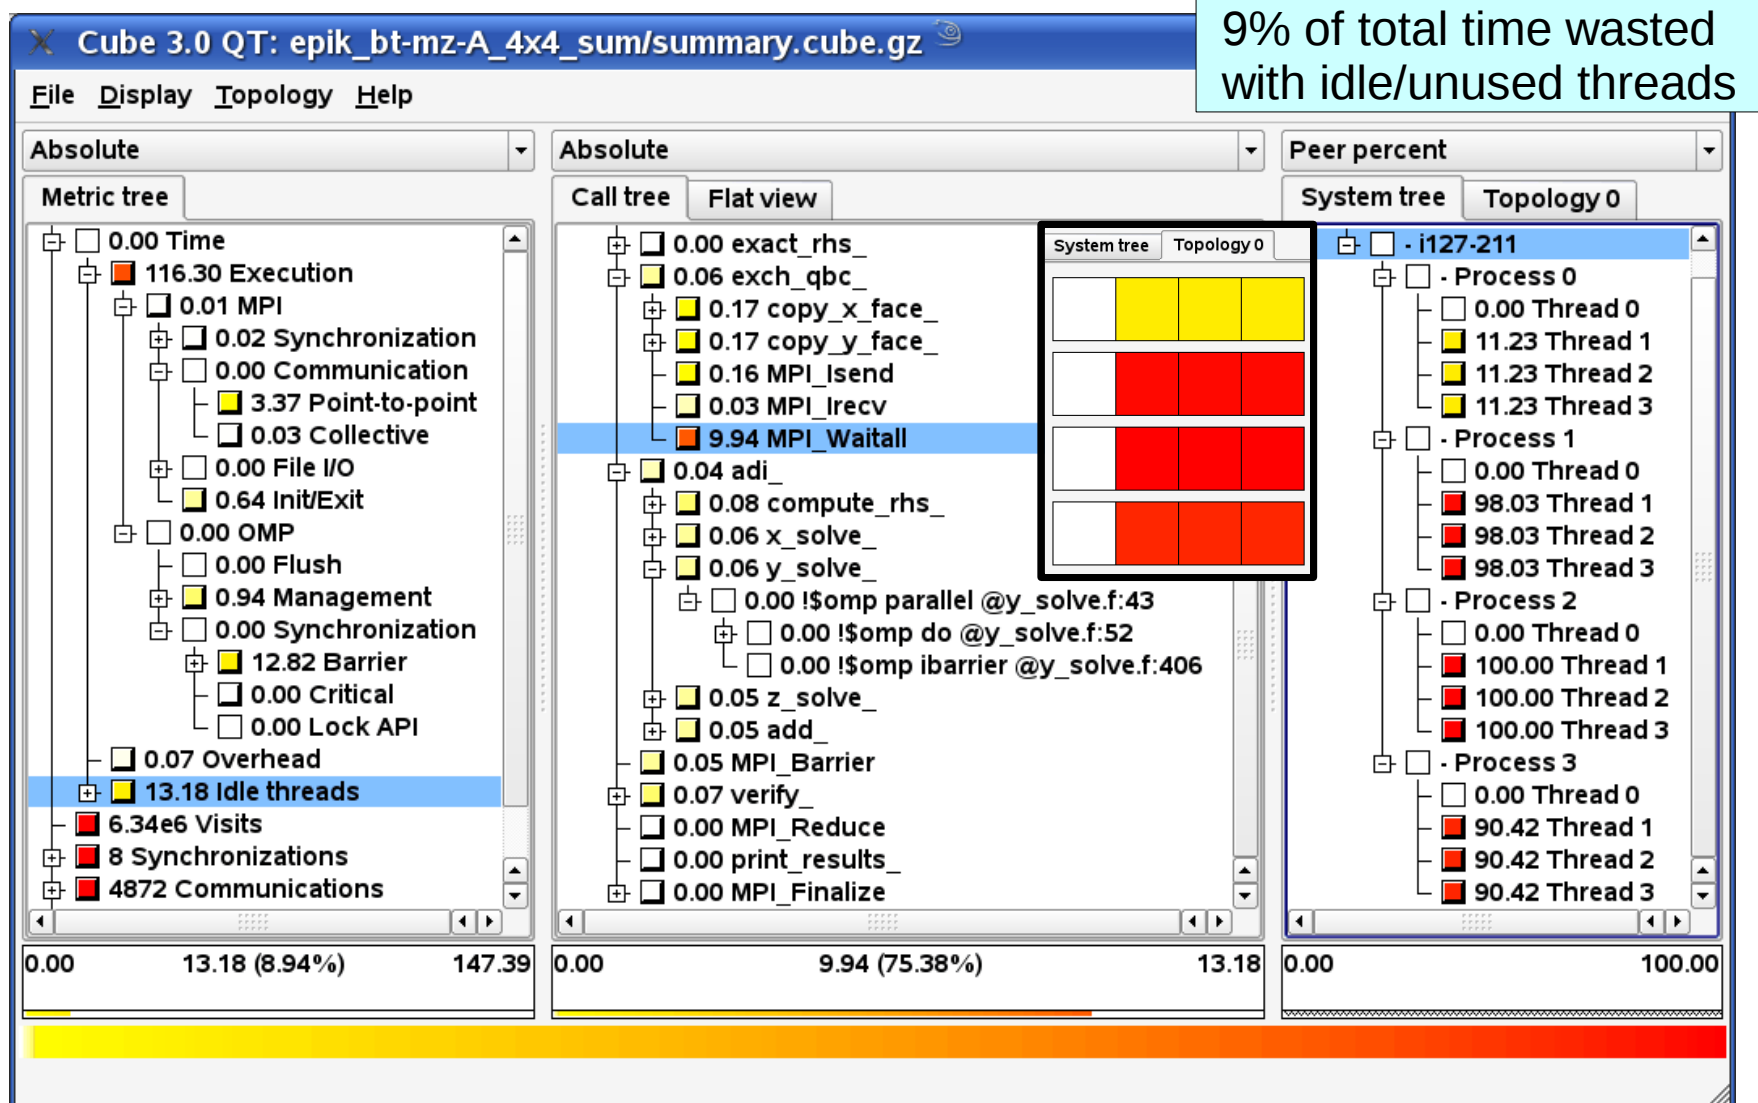 Cube 3.0 QT: epik_bt-mz-A_4x4_sum/summary.cube.gz
9% of total time wasted
with idle/unused threads
File Display Topology Help
Absolute
Metric tree
0.00 Time
116.30 Execution
0.01 MPI
0.02 Synchronization
0.00 Communication
3.37 Point-to-point
0.03 Collective
0.00 File I/O
0.64 Init/Exit
0.00 OMP
0.00 Flush
0.94 Management
0.00 Synchronization
12.82 Barrier
0.00 Critical
0.00 Lock API
0.07 Overhead
13.18 Idle threads
6.34e6 Visits
8 Synchronizations
4872 Communications
0.00 13.18 (8.94%) 147.39
Absolute
Call tree Flat view
0.00 exact_rhs_
0.06 exch_qbc_
0.17 copy_x_face_
0.17 copy_y_face_
0.16 MPI_Isend
0.03 MPI_Irecv
9.94 MPI_Waitall
0.04 adi_
0.08 compute_rhs_
0.06 x_solve_
0.06 y_solve_
0.00 !$omp parallel @y_solve.f:43
0.00 !$omp do @y_solve.f:52
0.00 !$omp ibarrier @y_solve.f:406
0.05 z_solve_
0.05 add_
0.05 MPI_Barrier
0.07 verify_
0.00 MPI_Reduce
0.00 print_results_
0.00 MPI_Finalize
0.00 9.94 (75.38%) 13.18
System tree Topology 0
Peer percent
System tree Topology 0
- i127-211
- Process 0
0.00 Thread 0
11.23 Thread 1
11.23 Thread 2
11.23 Thread 3
- Process 1
0.00 Thread 0
98.03 Thread 1
98.03 Thread 2
98.03 Thread 3
- Process 2
0.00 Thread 0
100.00 Thread 1
100.00 Thread 2
100.00 Thread 3
- Process 3
0.00 Thread 0
90.42 Thread 1
90.42 Thread 2
90.42 Thread 3
0.00 100.00